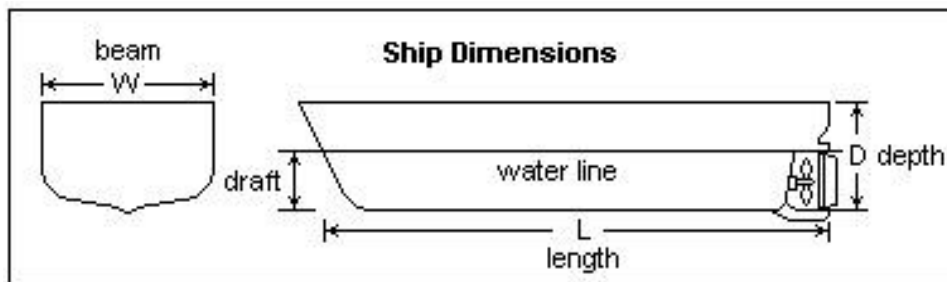 Ship Dimensions
beam
W
draft
water line
D depth
L
length